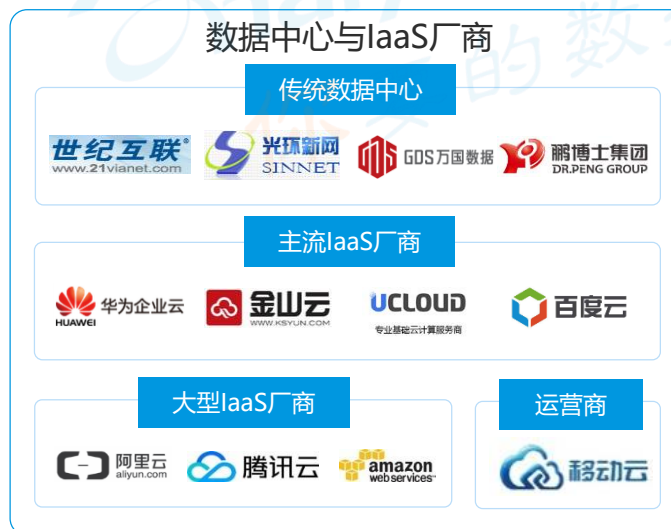 数据中心与IaaS厂商
传统数据中心
世纪互联®
www.21vianet.com
光环新网
SINNET
GDS万国数据
鹏博士集团
DR.PENG GROUP
主流IaaS厂商
HUAWEI
华为企业云
金山云
WWW.KSYUN.COM
UCLOUD
专业基础云计算服务商
百度云
大型IaaS厂商
运营商
阿里云
aliyun.com
腾讯云
amazon
webservices™
移动云